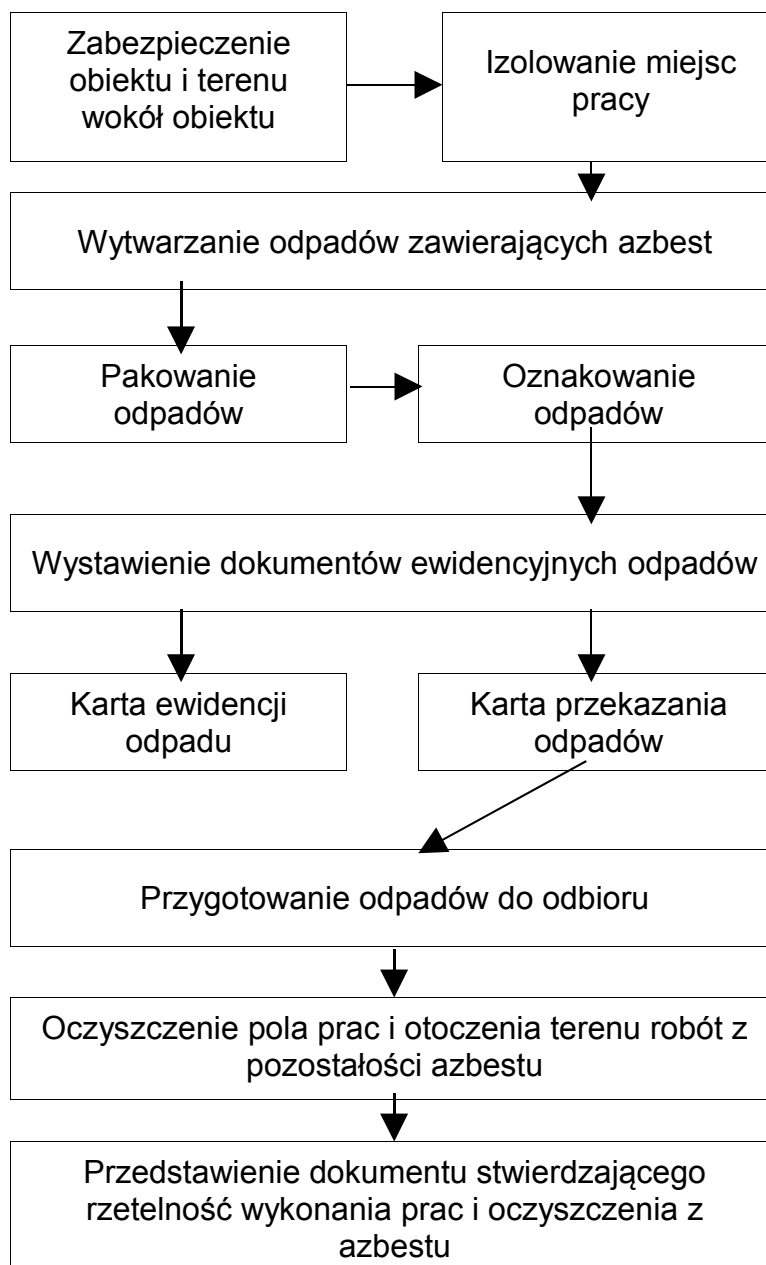 Zabezpieczenie
obiektu i terenu
wokół obiektu
Izolowanie miejsc
pracy
Wytwarzanie odpadów zawierających azbest
Pakowanie
odpadów
Oznakowanie
odpadów
Wystawienie dokumentów ewidencyjnych odpadów
Karta ewidencji
odpadu
Karta przekazania
odpadów
Przygotowanie odpadów do odbioru
Oczyszczenie pola prac i otoczenia terenu robót z
pozostałości azbestu
Przedstawienie dokumentu stwierdzającego
rzetelność wykonania prac i oczyszczenia z
azbestu